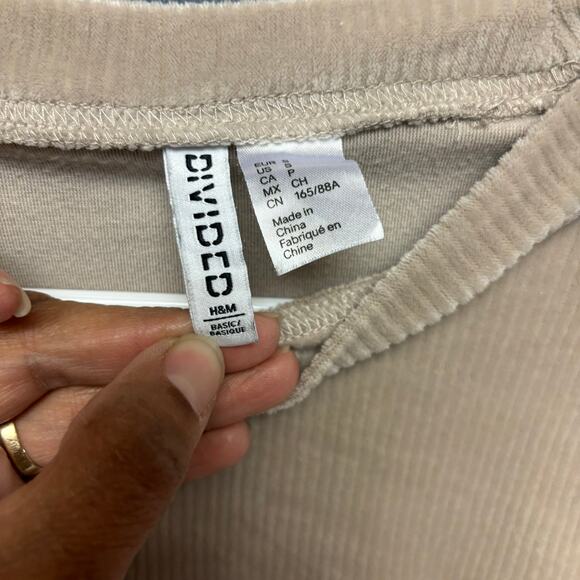 DIVIDED
H&M
BASIC/
BASIQUE
EUR S
US S
CA P
MX CH
CN 165/88A
Made in
China
Fabriqué en
Chine